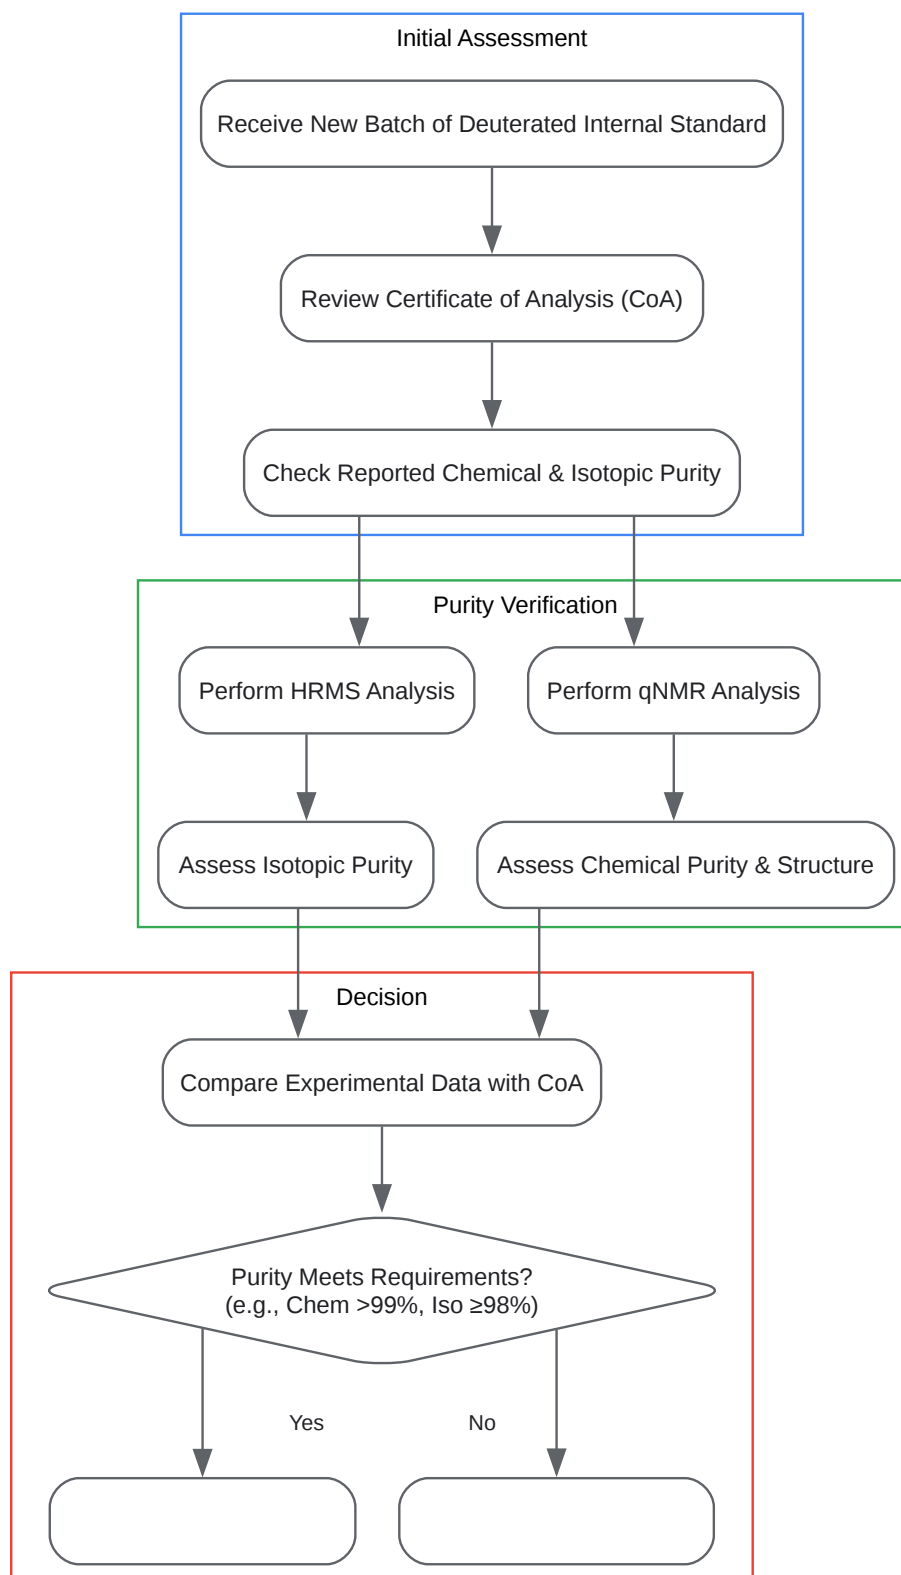 Initial Assessment
Receive New Batch of Deuterated Internal Standard
Review Certificate of Analysis (CoA)
Check Reported Chemical & Isotopic Purity
Purity Verification
Perform HRMS Analysis
Perform qNMR Analysis
Assess Isotopic Purity
Assess Chemical Purity & Structure
Decision
Compare Experimental Data with CoA
Purity Meets Requirements?
(e.g., Chem >99%, Iso ≥98%)
Yes
No